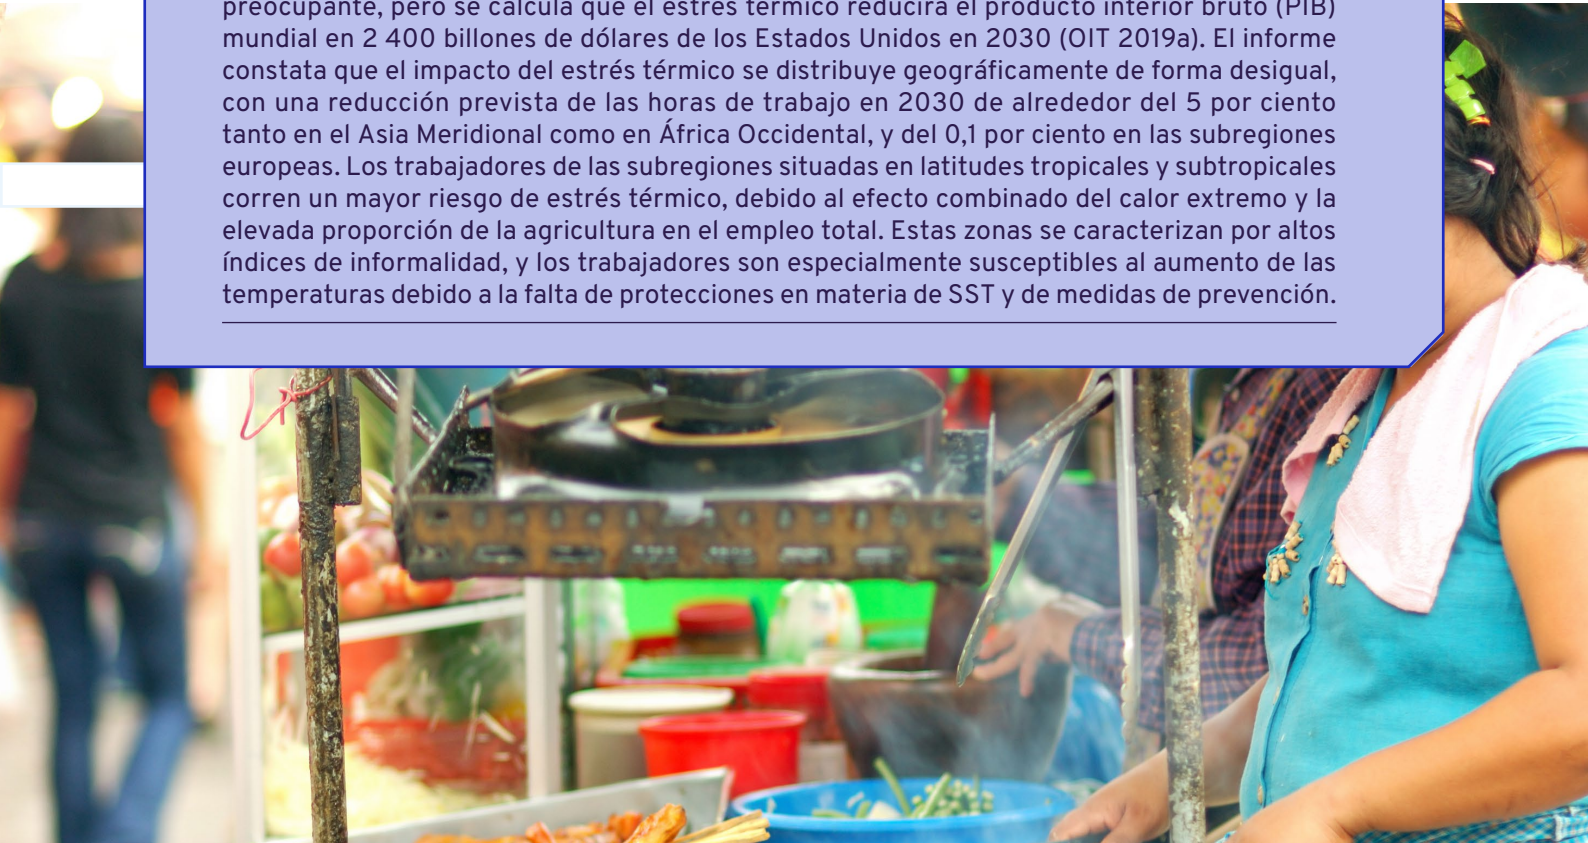 preocupante, pero se calcula que el estrés térmico reducirá el producto interior bruto (PIB)
mundial en 2 400 billones de dólares de los Estados Unidos en 2030 (OIT 2019a). El informe
constata que el impacto del estrés térmico se distribuye geográficamente de forma desigual,
con una reducción prevista de las horas de trabajo en 2030 de alrededor del 5 por ciento
tanto en el Asia Meridional como en África Occidental, y del 0,1 por ciento en las subregiones
europeas. Los trabajadores de las subregiones situadas en latitudes tropicales y subtropicales
corren un mayor riesgo de estrés térmico, debido al efecto combinado del calor extremo y la
elevada proporción de la agricultura en el empleo total. Estas zonas se caracterizan por altos
índices de informalidad, y los trabajadores son especialmente susceptibles al aumento de las
temperaturas debido a la falta de protecciones en materia de SST y de medidas de prevención.